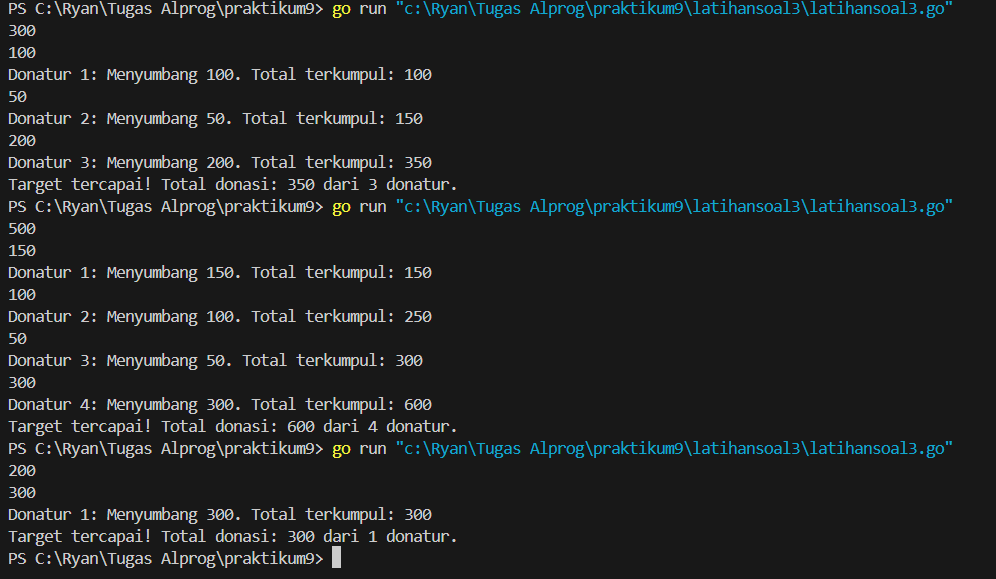 PS C:\Ryan\Tugas Alprog\praktikum9> go run "c:\Ryan\Tugas Alprog\praktikum9\latihansoal3\latihansoal3.go"
300
100
Donatur 1: Menyumbang 100. Total terkumpul: 100
50
Donatur 2: Menyumbang 50. Total terkumpul: 150
200
Donatur 3: Menyumbang 200. Total terkumpul: 350
Target tercapai! Total donasi: 350 dari 3 donatur.
PS C:\Ryan\Tugas Alprog\praktikum9> go run "c:\Ryan\Tugas Alprog\praktikum9\latihansoal3\latihansoal3.go"
500
150
Donatur 1: Menyumbang 150. Total terkumpul: 150
100
Donatur 2: Menyumbang 100. Total terkumpul: 250
50
Donatur 3: Menyumbang 50. Total terkumpul: 300
300
Donatur 4: Menyumbang 300. Total terkumpul: 600
Target tercapai! Total donasi: 600 dari 4 donatur.
PS C:\Ryan\Tugas Alprog\praktikum9> go run "c:\Ryan\Tugas Alprog\praktikum9\latihansoal3\latihansoal3.go"
200
300
Donatur 1: Menyumbang 300. Total terkumpul: 300
Target tercapai! Total donasi: 300 dari 1 donatur.
PS C:\Ryan\Tugas Alprog\praktikum9>